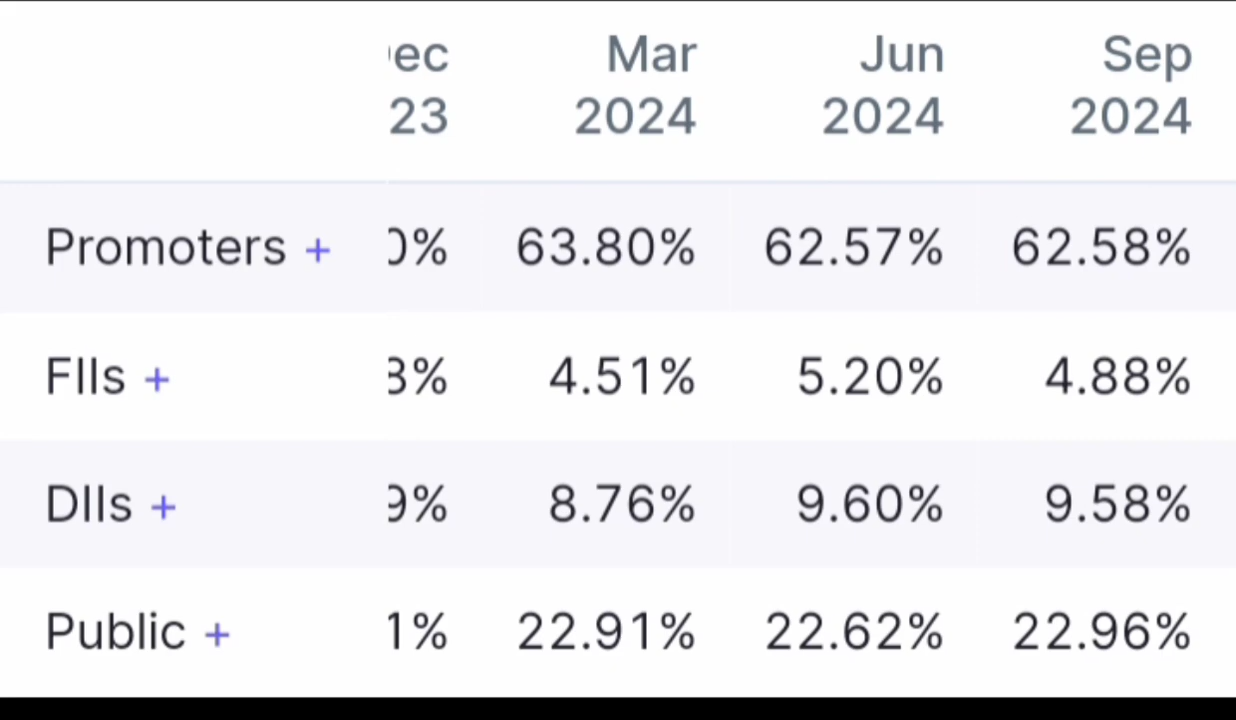 Mar Jun Sep
23 2024 2024 2024
Promoters + 63.80% 62.57% 62.58%
FIIs + 4.51% 5.20% 4.88%
DIIs + 8.76% 9.60% 9.58%
Public + 22.91% 22.62% 22.96%